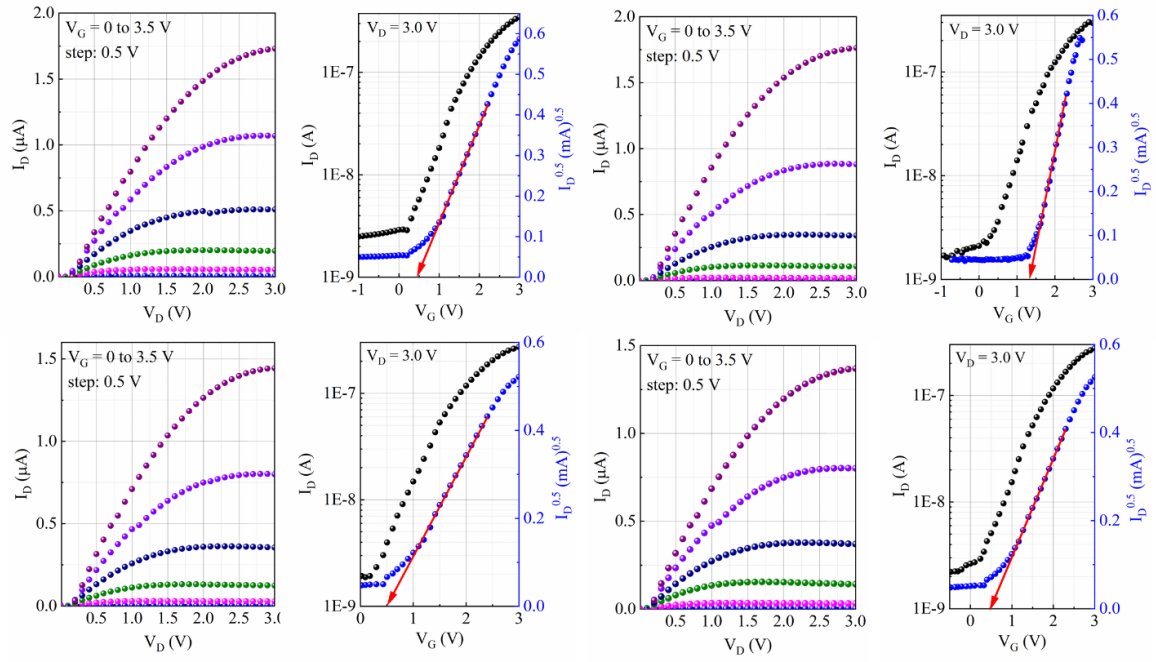 V_G = 0 to 3.5 V
step: 0.5 V
2.0
1.5
1.0
0.5
0.0
I_D (μA)
0.5 1.0 1.5 2.0 2.5 3.0
V_D (V)
V_D = 3.0 V
1E-7
1E-8
1E-9
I_D (A)
-1 0 1 2 3
V_G (V)
0.6
0.5
0.4
0.3
0.2
0.1
0.0
I_D^0.5 (mA)^0.5
V_G = 0 to 3.5 V
step: 0.5 V
2.0
1.5
1.0
0.5
0.0
I_D (μA)
0.5 1.0 1.5 2.0 2.5 3.0
V_D (V)
V_D = 3.0 V
1E-7
1E-8
1E-9
I_D (A)
-1 0 1 2 3
V_G (V)
0.6
0.5
0.4
0.3
0.2
0.1
0.0
I_D^0.5 (mA)^0.5
V_G = 0 to 3.5 V
step: 0.5 V
1.5
1.0
0.5
0.0
I_D (μA)
0.5 1.0 1.5 2.0 2.5 3.0
V_D (V)
V_D = 3.0 V
1E-7
1E-8
1E-9
I_D (A)
0 1 2 3
V_G (V)
0.6
0.4
0.2
0.0
I_D^0.5 (mA)^0.5
V_G = 0 to 3.5 V
step: 0.5 V
1.5
1.0
0.5
0.0
I_D (μA)
0.5 1.0 1.5 2.0 2.5 3.0
V_D (V)
V_D = 3.0 V
1E-7
1E-8
1E-9
I_D (A)
0 1 2 3
V_G (V)
0.6
0.4
0.2
0.0
I_D^0.5 (mA)^0.5